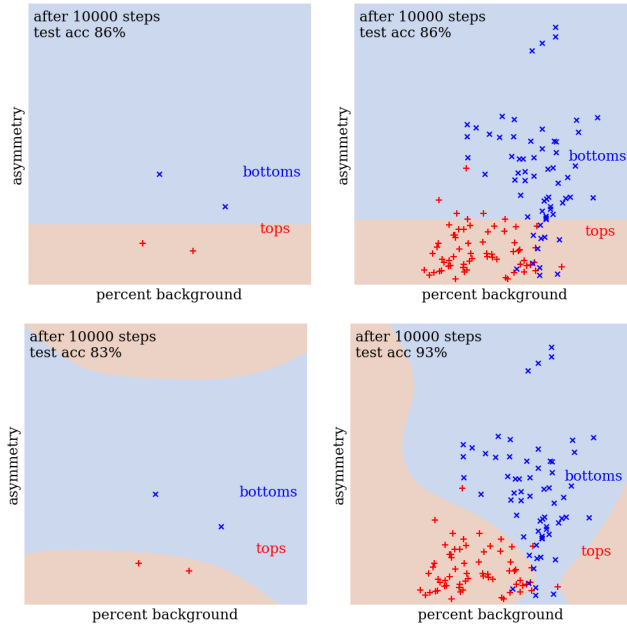 after 10000 steps
test acc 86%
asymmetry
bottoms
tops
percent background
after 10000 steps
test acc 86%
asymmetry
bottoms
tops
percent background
after 10000 steps
test acc 83%
asymmetry
bottoms
tops
percent background
after 10000 steps
test acc 93%
asymmetry
bottoms
tops
percent background